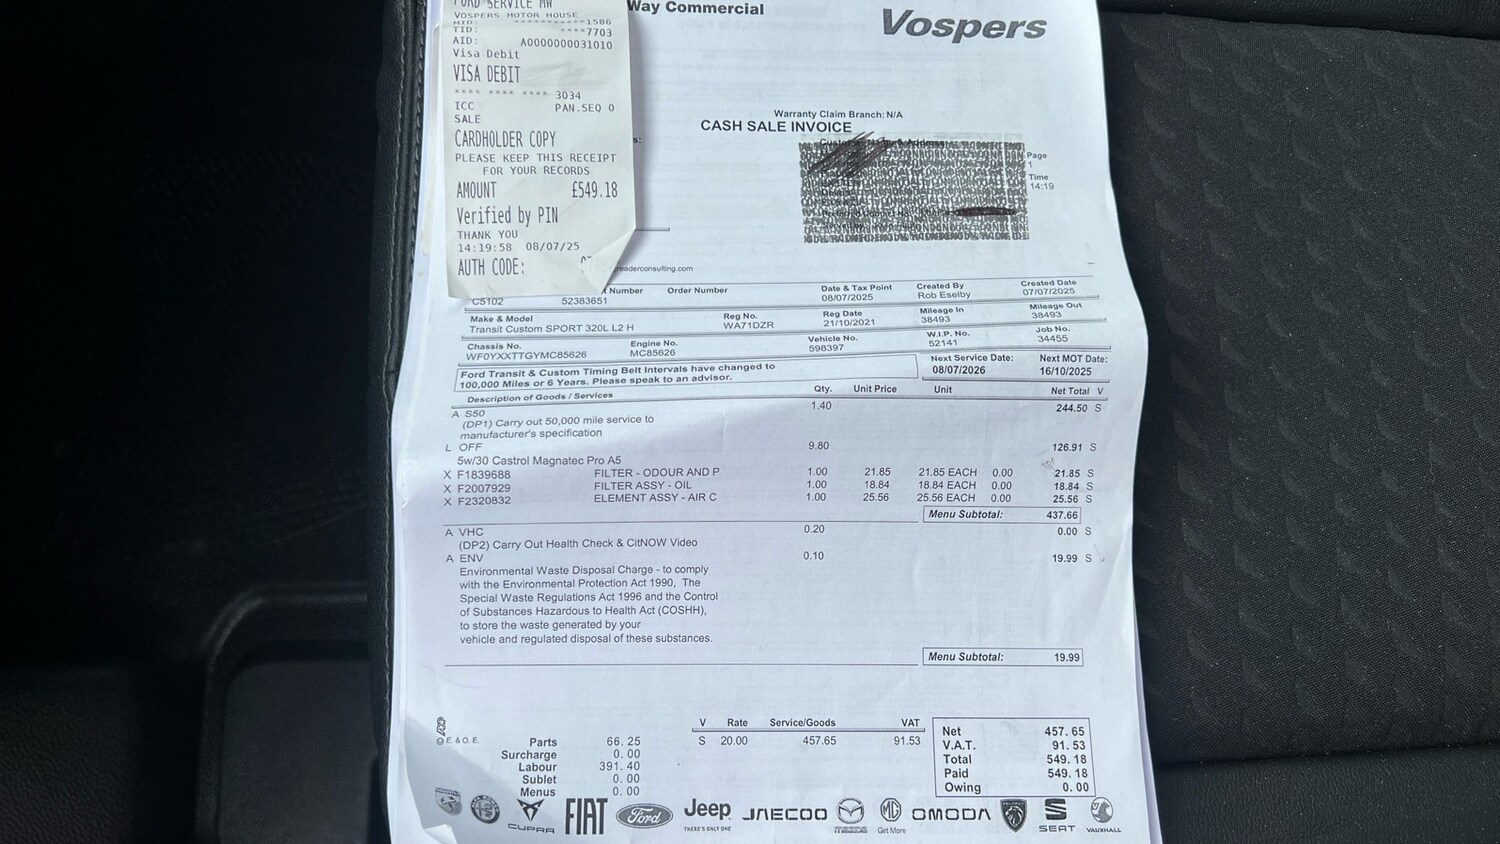 FORD SERVICE MW
VOSPERS MOTOR HOUSE
MID: ***********1586
TID: ****7703
AID: A0000000031010
Visa Debit
VISA DEBIT
**** **** **** 3034
ICC PAN.SEQ 0
SALE
CARDHOLDER COPY
PLEASE KEEP THIS RECEIPT
FOR YOUR RECORDS
AMOUNT £549.18
Verified by PIN
THANK YOU
14:19:58 08/07/25
AUTH CODE:
Way Commercial
Vospers
Warranty Claim Branch: N/A
CASH SALE INVOICE
Page
1
Time
14:19
readerconsulting.com
Number Order Number Date & Tax Point Created By Created Date
C5102 52383651 08/07/2025 Rob Eselby 07/07/2025
Make & Model Reg No. Reg Date Mileage In Mileage Out
Transit Custom SPORT 320L L2 H WA71DZR 21/10/2021 38493 38493
Chassis No. Engine No. Vehicle No. W.I.P. No. Job No.
WF0YXXTTGYMC85626 MC85626 598397 52141 34455
Ford Transit & Custom Timing Belt Intervals have changed to
100,000 Miles or 6 Years. Please speak to an advisor.
Next Service Date: Next MOT Date:
08/07/2026 16/10/2025
Description of Goods / Services Qty. Unit Price Unit Net Total V
A S50 1.40 244.50 S
(DP1) Carry out 50,000 mile service to
manufacturer's specification
L OFF 9.80 126.91 S
5w/30 Castrol Magnatec Pro A5
X F1839688 FILTER - ODOUR AND P 1.00 21.85 21.85 EACH 0.00 21.85 S
X F2007929 FILTER ASSY - OIL 1.00 18.84 18.84 EACH 0.00 18.84 S
X F2320832 ELEMENT ASSY - AIR C 1.00 25.56 25.56 EACH 0.00 25.56 S
Menu Subtotal: 437.66
A VHC 0.20 0.00 S
(DP2) Carry Out Health Check & CitNOW Video
A ENV 0.10 19.99 S
Environmental Waste Disposal Charge - to comply
with the Environmental Protection Act 1990, The
Special Waste Regulations Act 1996 and the Control
of Substances Hazardous to Health Act (COSHH),
to store the waste generated by your
vehicle and regulated disposal of these substances.
Menu Subtotal: 19.99
E. & O. E.
Parts 66.25
Surcharge 0.00
Labour 391.40
Sublet 0.00
Menus 0.00
V Rate Service/Goods VAT
S 20.00 457.65 91.53
Net 457.65
V.A.T. 91.53
Total 549.18
Paid 549.18
Owing 0.00
CUPRA FIAT Ford Jeep THERE'S ONLY ONE JAECOO mazda MG Get More OMODA PEUGEOT SEAT VAUXHALL